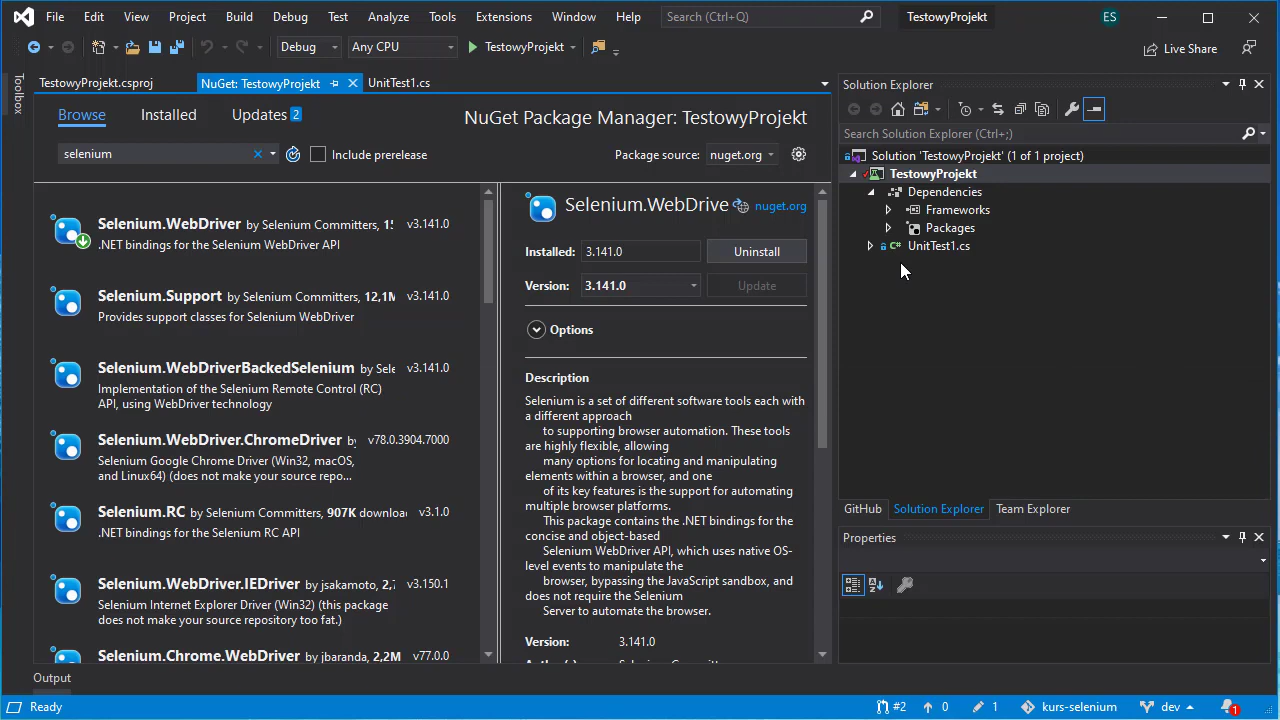 File Edit View Project Build Debug Test Analyze Tools Extensions Window Help Search (Ctrl+Q) TestowyProjekt ES
Debug Any CPU TestowyProjekt Live Share
Toolbox
TestowyProjekt.csproj NuGet: TestowyProjekt UnitTest1.cs
Browse Installed Updates 2 NuGet Package Manager: TestowyProjekt
selenium Include prerelease Package source: nuget.org
Selenium.WebDriver by Selenium Committers, v3.141.0
.NET bindings for the Selenium WebDriver API
Selenium.Support by Selenium Committers, 12,1M v3.141.0
Provides support classes for Selenium WebDriver
Selenium.WebDriverBackedSelenium by Sele v3.141.0
Implementation of the Selenium Remote Control (RC)
API, using WebDriver technology
Selenium.WebDriver.ChromeDriver by v78.0.3904.7000
Selenium Google Chrome Driver (Win32, macOS,
and Linux64) (does not make your source repo...
Selenium.RC by Selenium Committers, 907K downloa v3.1.0
.NET bindings for the Selenium RC API
Selenium.WebDriver.IEDriver by jsakamoto, v3.150.1
Selenium Internet Explorer Driver (Win32) (this package
does not make your source repository too fat.)
Selenium.Chrome.WebDriver by jbaranda, 2,2M v77.0.0
Selenium.WebDrive nuget.org
Installed: 3.141.0 Uninstall
Version: 3.141.0 Update
Options
Description
Selenium is a set of different software tools each with
a different approach
to supporting browser automation. These tools
are highly flexible, allowing
many options for locating and manipulating
elements within a browser, and one
of its key features is the support for automating
multiple browser platforms.
This package contains the .NET bindings for the
concise and object-based
Selenium WebDriver API, which uses native OS-
level events to manipulate the
browser, bypassing the JavaScript sandbox, and
does not require the Selenium
Server to automate the browser.
Version: 3.141.0
Solution Explorer
Search Solution Explorer (Ctrl+;)
Solution 'TestowyProjekt' (1 of 1 project)
TestowyProjekt
Dependencies
Frameworks
Packages
C# UnitTest1.cs
GitHub Solution Explorer Team Explorer
Properties
Output
Ready #2 0 1 kurs-selenium dev 1